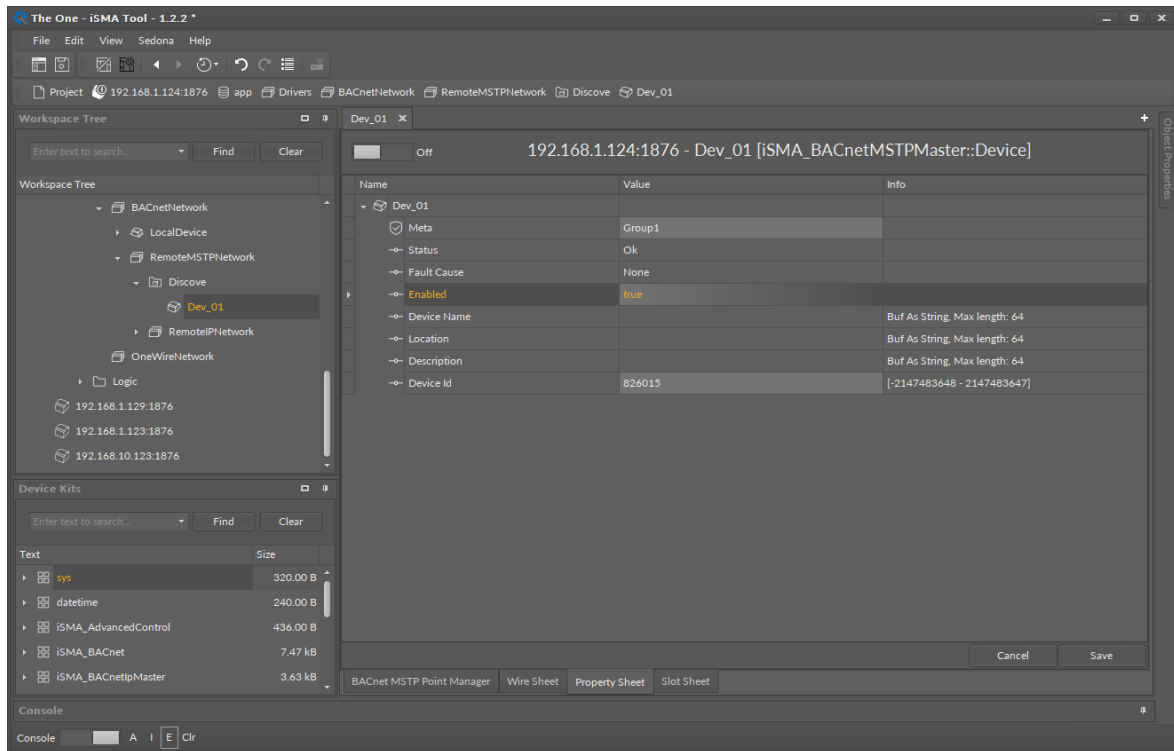 The One - iSMA Tool - 1.2.2 *
File Edit View Sedona Help
Project 192.168.1.124:1876 app Drivers BACnetNetwork RemoteMSTPNetwork Discove Dev_01
Workspace Tree
Enter text to search... Find Clear
Workspace Tree
BACnetNetwork
LocalDevice
RemoteMSTPNetwork
Discove
Dev_01
RemoteIPNetwork
OneWireNetwork
Logic
192.168.1.129:1876
192.168.1.123:1876
192.168.10.123:1876
Device Kits
Enter text to search... Find Clear
Text Size
sys 320.00 B
datetime 240.00 B
iSMA_AdvancedControl 436.00 B
iSMA_BACnet 7.47 kB
iSMA_BACnetIpMaster 3.63 kB
Dev_01 X
Off 192.168.1.124:1876 - Dev_01 [iSMA_BACnetMSTPMaster::Device]
Name Value Info
Dev_01
Meta Group1
Status Ok
Fault Cause None
Enabled true
Device Name Buf As String, Max length: 64
Location Buf As String, Max length: 64
Description Buf As String, Max length: 64
Device Id 826015 [-2147483648 - 2147483647]
Cancel Save
BACnet MSTP Point Manager Wire Sheet Property Sheet Slot Sheet
Object Properties
Console
Console A I E Clr